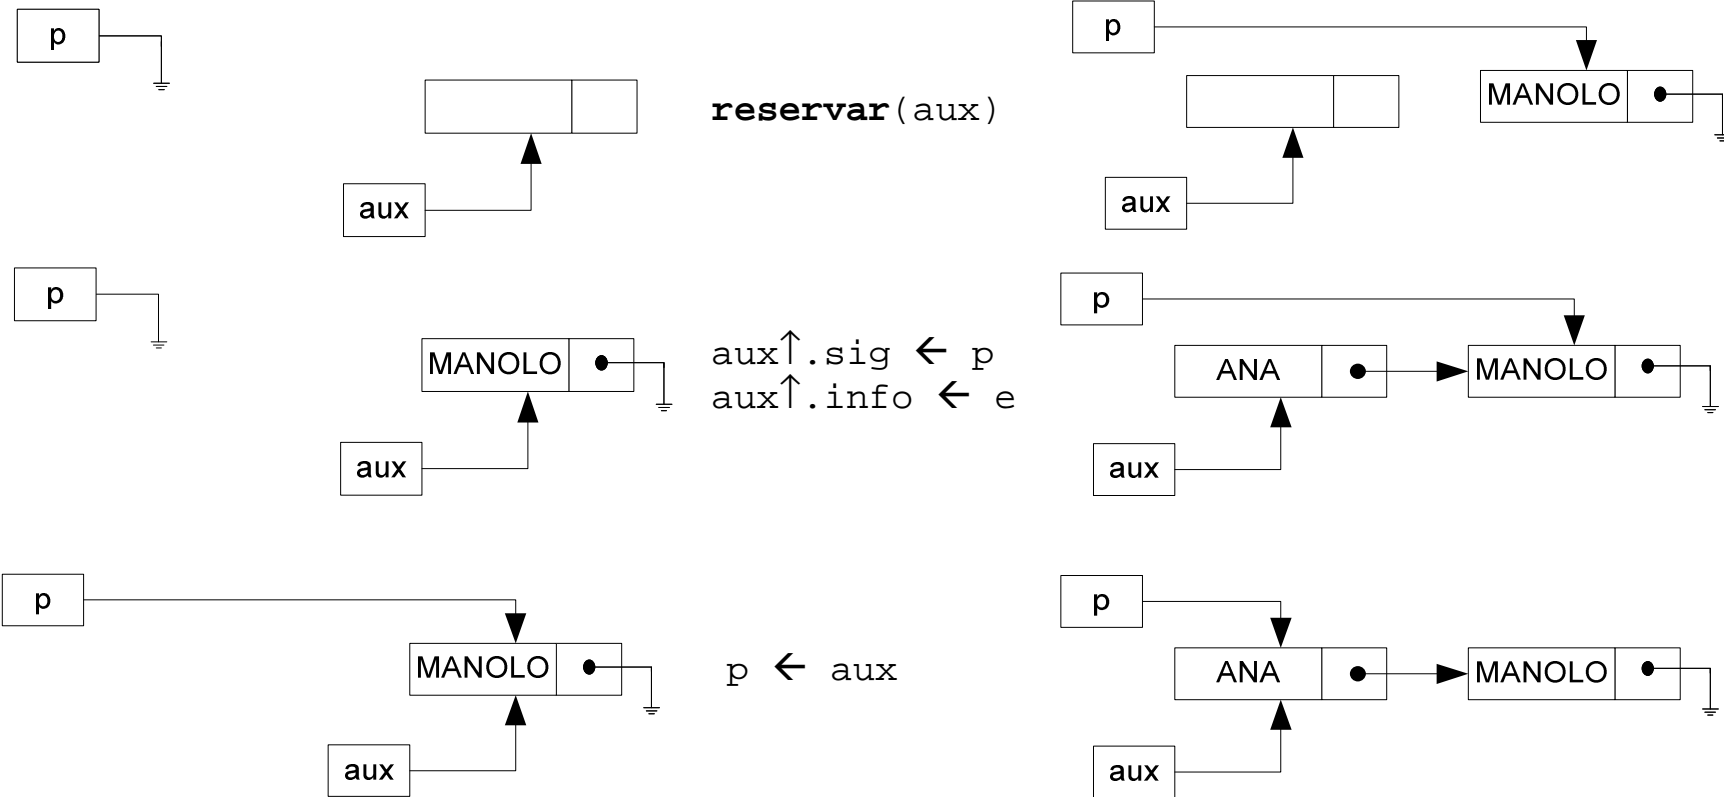 p
p
MANOLO
reservar(aux)
aux
aux
p
p
aux↑.sig ← p
MANOLO
ANA
MANOLO
aux↑.info ← e
aux
aux
p
p
MANOLO
p ← aux
ANA
MANOLO
aux
aux